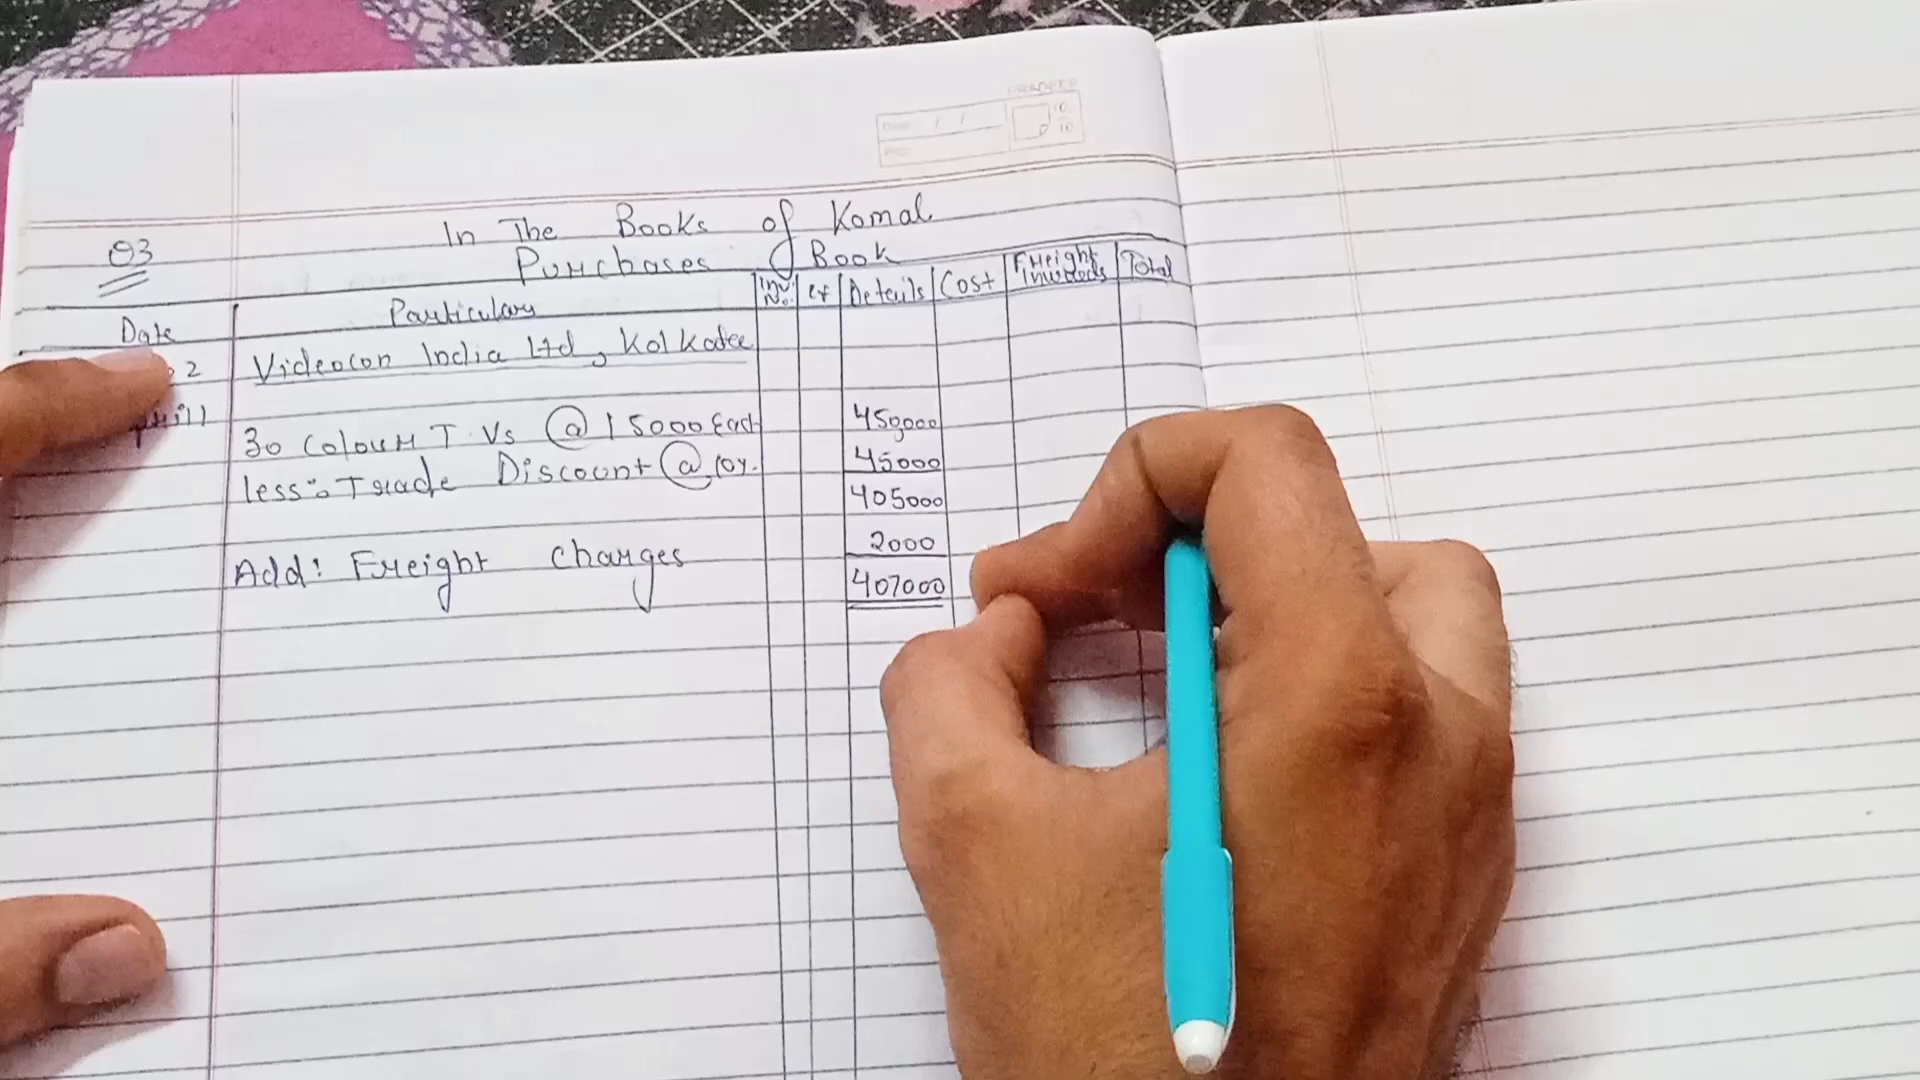 In The Books of Komal
Q3
Purchases Book
Date Particulars Inv. No. Lf Details Cost Freight Inwards Total
2 Videocon India Ltd, Kolkata
30 Colour T.Vs @ 15000 Each 450000
less: Trade Discount @ 10%. 45000
405000
Add: Freight Charges 2000
407000